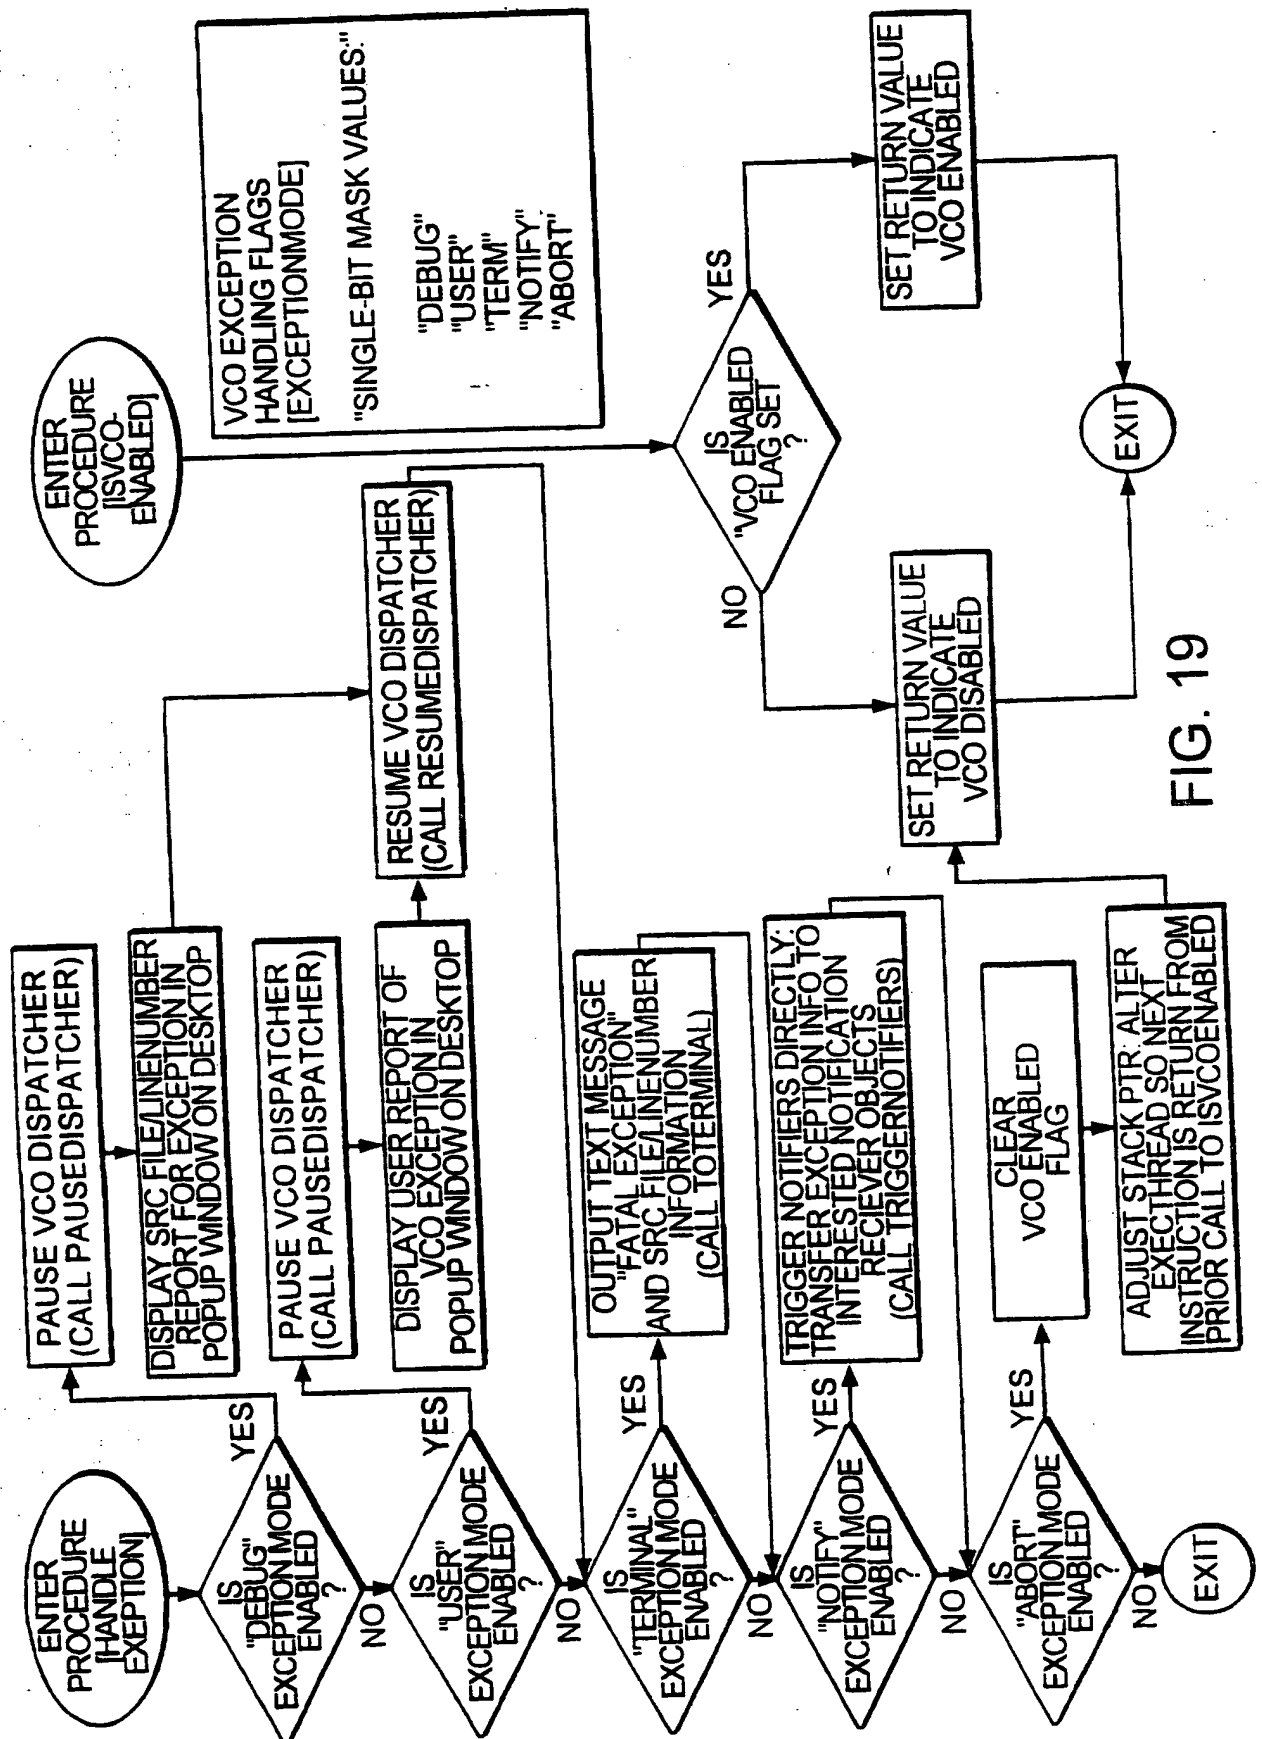 ENTER
PROCEDURE
[HANDLE
EXEPTION]
IS
"DEBUG"
EXCEPTION MODE
ENABLED
?
YES
NO
PAUSE VCO DISPATCHER
(CALL PAUSEDISPATCHER)
DISPLAY SRC FILE/LINENUMBER
REPORT FOR EXCEPTION IN
POPUP WINDOW ON DESKTOP
IS
"USER"
EXCEPTION MODE
ENABLED
?
YES
NO
PAUSE VCO DISPATCHER
(CALL PAUSEDISPATCHER)
DISPLAY USER REPORT OF
VCO EXCEPTION IN
POPUP WINDOW ON DESKTOP
RESUME VCO DISPATCHER
(CALL RESUMEDISPATCHER)
IS
"TERMINAL"
EXCEPTION MODE
ENABLED
?
YES
NO
OUTPUT TEXT MESSAGE
"FATAL EXCEPTION"
AND SRC FILE/LINENUMBER
INFORMATION
(CALL TOTERMINAL)
IS
"NOTIFY"
EXCEPTION MODE
ENABLED
?
YES
NO
TRIGGER NOTIFIERS DIRECTLY:
TRANSFER EXCEPTION INFO TO
INTERESTED NOTIFICATION
RECIEVER OBJECTS
(CALL TRIGGERNOTIFIERS)
IS
"ABORT"
EXCEPTION MODE
ENABLED
?
YES
NO
CLEAR
VCO ENABLED
FLAG
ADJUST STACK PTR: ALTER
EXECTHREAD SO NEXT
INSTRUCTION IS RETURN FROM
PRIOR CALL TO ISVCOENABLED
EXIT
ENTER
PROCEDURE
[ISVCO-
ENABLED]
VCO EXCEPTION
HANDLING FLAGS
[EXCEPTIONMODE]
"SINGLE-BIT MASK VALUES:"
"DEBUG"
"USER"
"TERM"
"NOTIFY"
"ABORT"
IS
"VCO ENABLED
FLAG SET
?
NO
YES
SET RETURN VALUE
TO INDICATE
VCO DISABLED
SET RETURN VALUE
TO INDICATE
VCO ENABLED
EXIT
FIG. 19